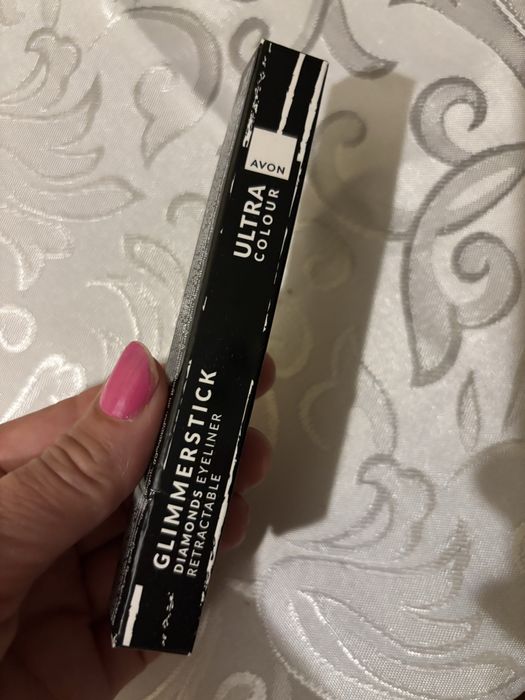 AVON
ULTRA
COLOUR
GLIMMERSTICK
DIAMONDS EYELINER
RETRACTABLE